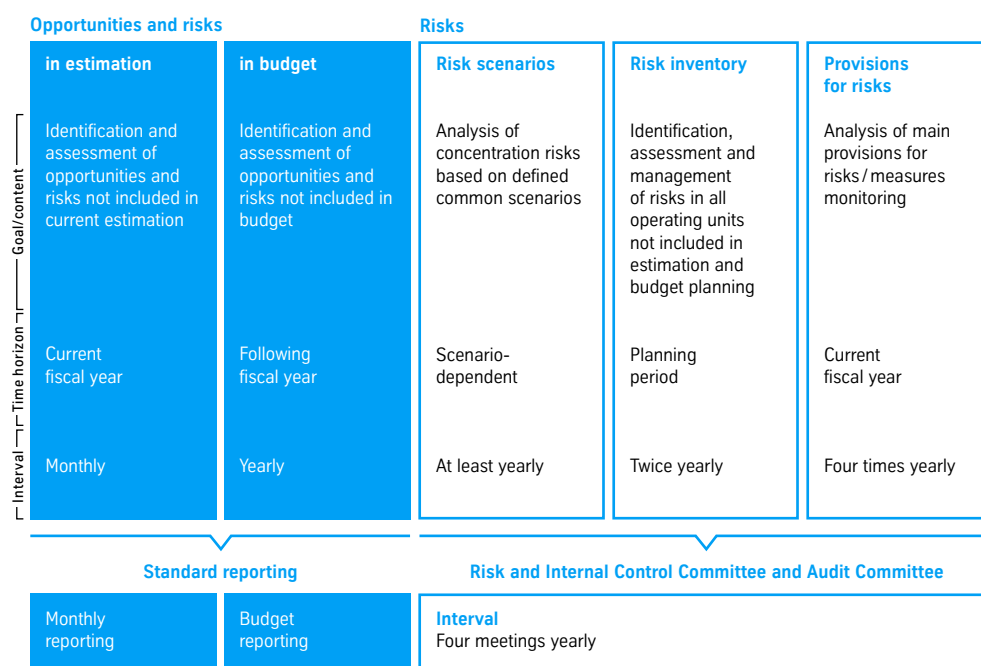 Opportunities and risks
Risks
in estimation
in budget
Risk scenarios
Risk inventory
Provisions
for risks
Goal/content
Identification and
assessment of
opportunities and
risks not included in
current estimation
Identification and
assessment of
opportunities and
risks not included in
budget
Analysis of
concentration risks
based on defined
common scenarios
Identification,
assessment and
management
of risks in all
operating units
not included in
estimation and
budget planning
Analysis of main
provisions for
risks/measures
monitoring
Time horizon
Current
fiscal year
Following
fiscal year
Scenario-
dependent
Planning
period
Current
fiscal year
Interval
Monthly
Yearly
At least yearly
Twice yearly
Four times yearly
Standard reporting
Risk and Internal Control Committee and Audit Committee
Monthly
reporting
Budget
reporting
Interval
Four meetings yearly